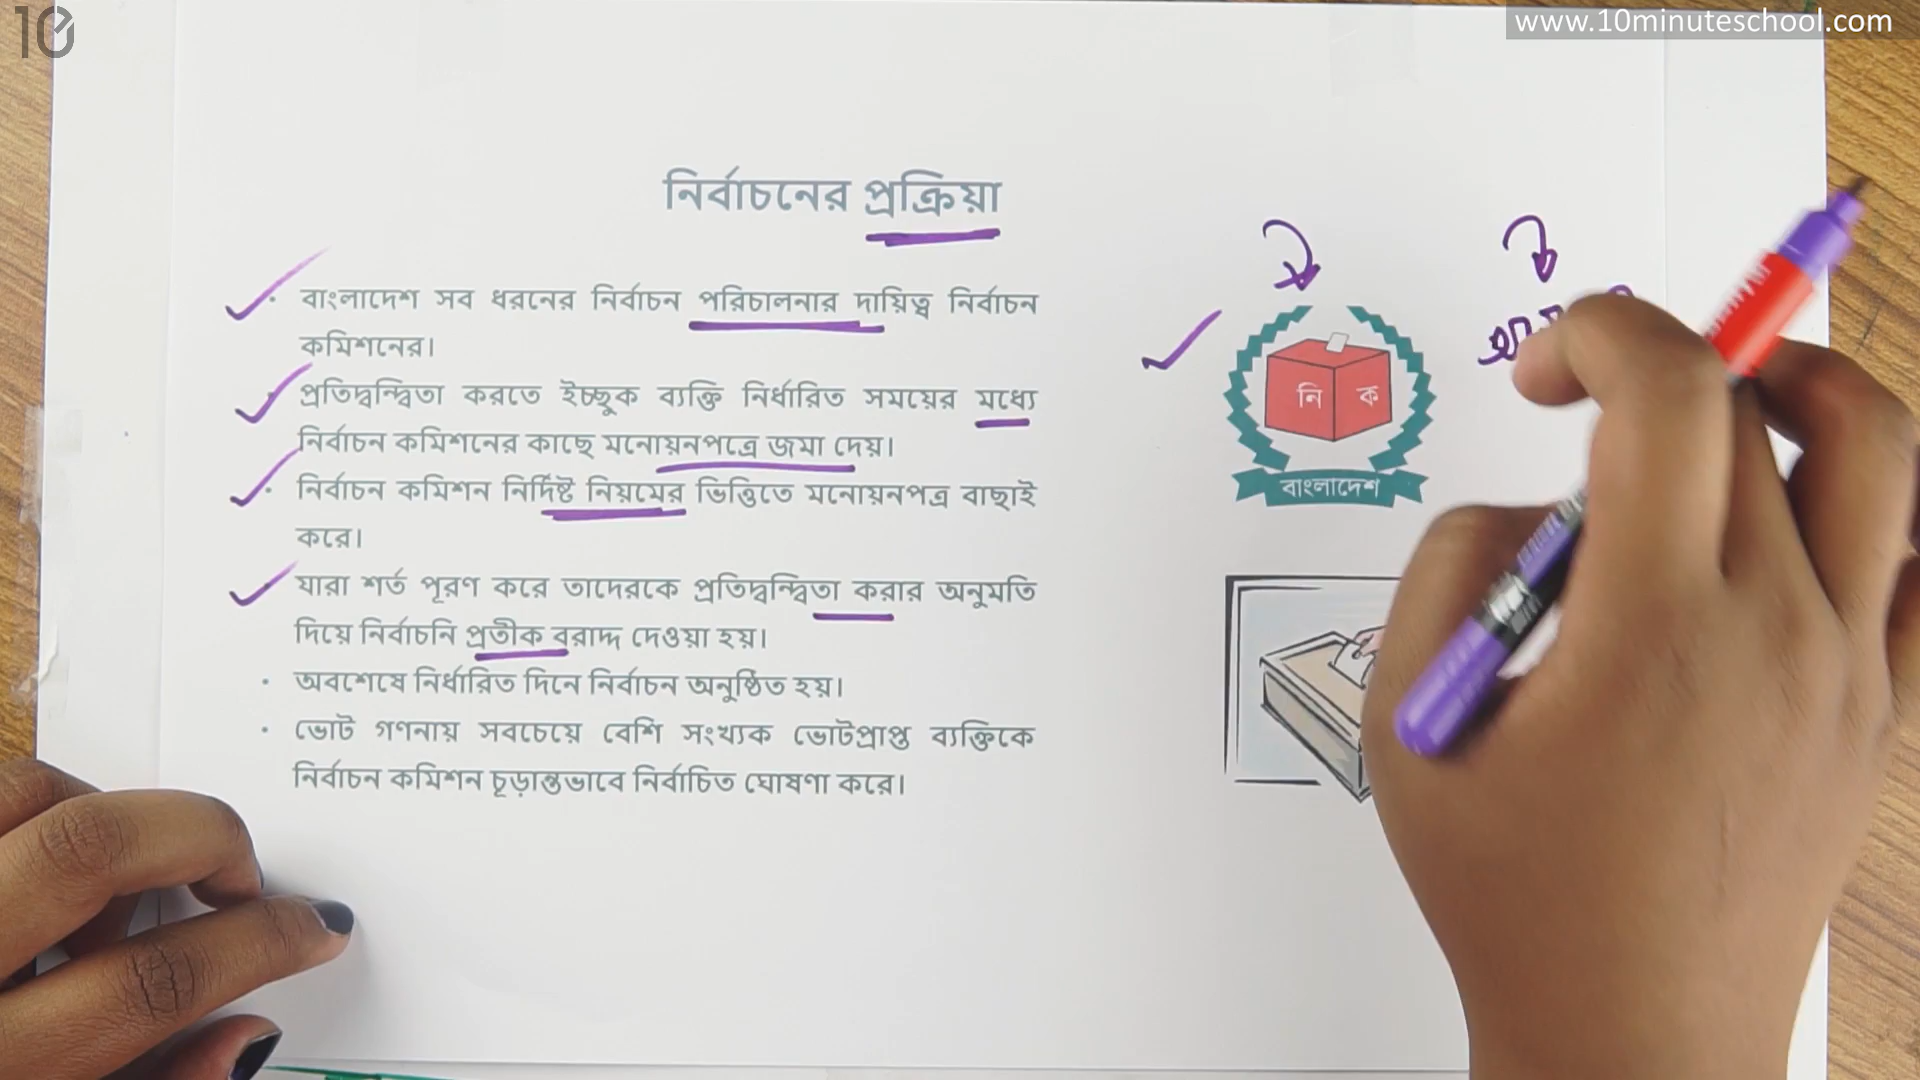 10
www.10minuteschool.com
নির্বাচনের প্রক্রিয়া
· বাংলাদেশ সব ধরনের নির্বাচন পরিচালনার দায়িত্ব নির্বাচন
কমিশনের।
প্রতিদ্বন্দ্বিতা করতে ইচ্ছুক ব্যক্তি নির্ধারিত সময়ের মধ্যে
নির্বাচন কমিশনের কাছে মনোয়নপত্রে জমা দেয়।
· নির্বাচন কমিশন নির্দিষ্ট নিয়মের ভিত্তিতে মনোয়নপত্র বাছাই
করে।
যারা শর্ত পূরণ করে তাদেরকে প্রতিদ্বন্দ্বিতা করার অনুমতি
দিয়ে নির্বাচনি প্রতীক বরাদ্দ দেওয়া হয়।
· অবশেষে নির্ধারিত দিনে নির্বাচন অনুষ্ঠিত হয়।
· ভোট গণনায় সবচেয়ে বেশি সংখ্যক ভোটপ্রাপ্ত ব্যক্তিকে
নির্বাচন কমিশন চূড়ান্তভাবে নির্বাচিত ঘোষণা করে।
নি ক
বাংলাদেশ